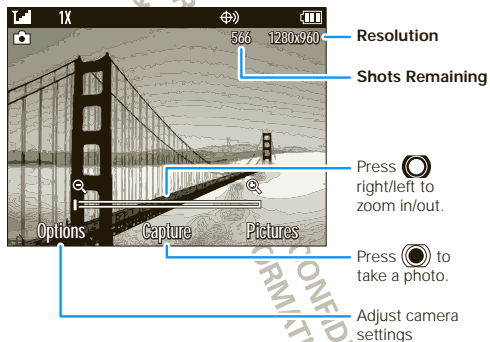 1X
566 1280x960
Resolution
Shots Remaining
Press
right/left to
zoom in/out.
Options Capture Pictures
Press to
take a photo.
Adjust camera
settings